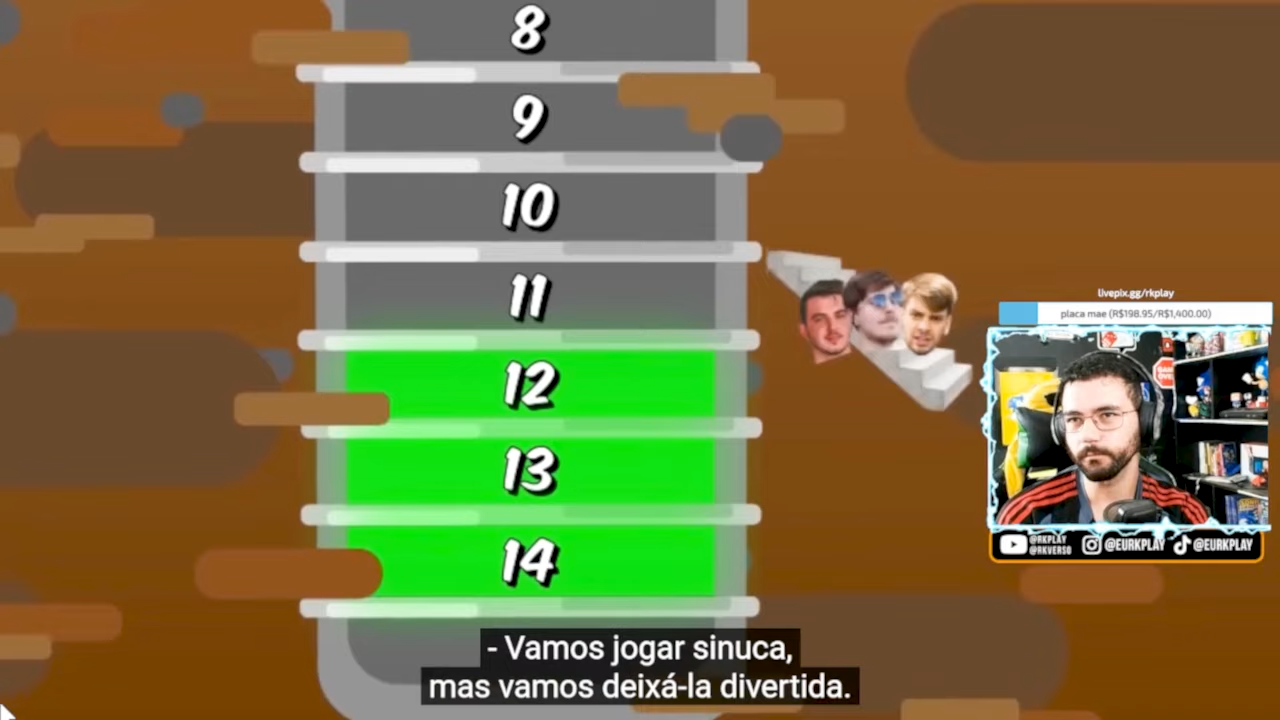 8
9
10
11
12
13
14
livepix.gg/rkplay
placa mae (R$198.95/R$1,400.00)
@RKPLAY
@RKVERSO
@EURKPLAY
@EURKPLAY
- Vamos jogar sinuca,
mas vamos deixá-la divertida.